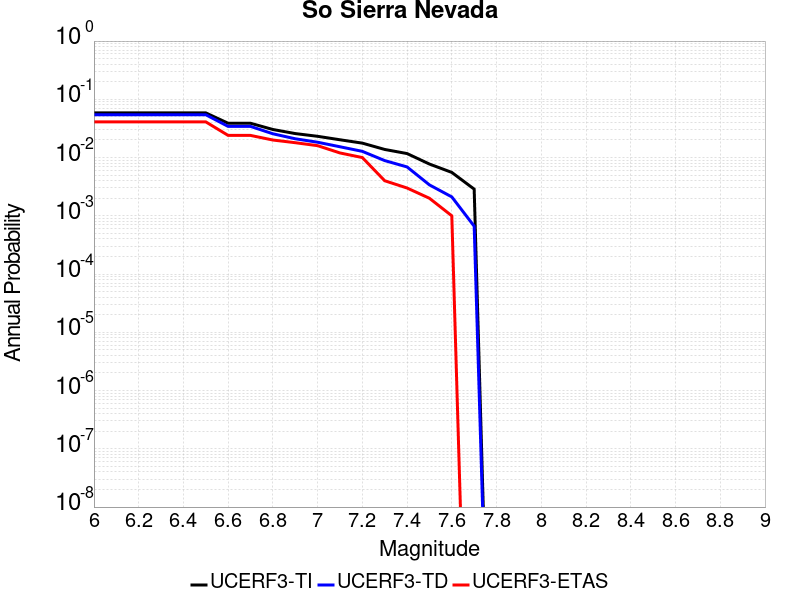 So Sierra Nevada
10 0
10 -1
10 -2
10 -3
10 -4
10 -5
10 -6
10 -7
10 -8
Annual Probability
6 6.2 6.4 6.6 6.8 7 7.2 7.4 7.6 7.8 8 8.2 8.4 8.6 8.8 9
Magnitude
UCERF3-TI UCERF3-TD UCERF3-ETAS